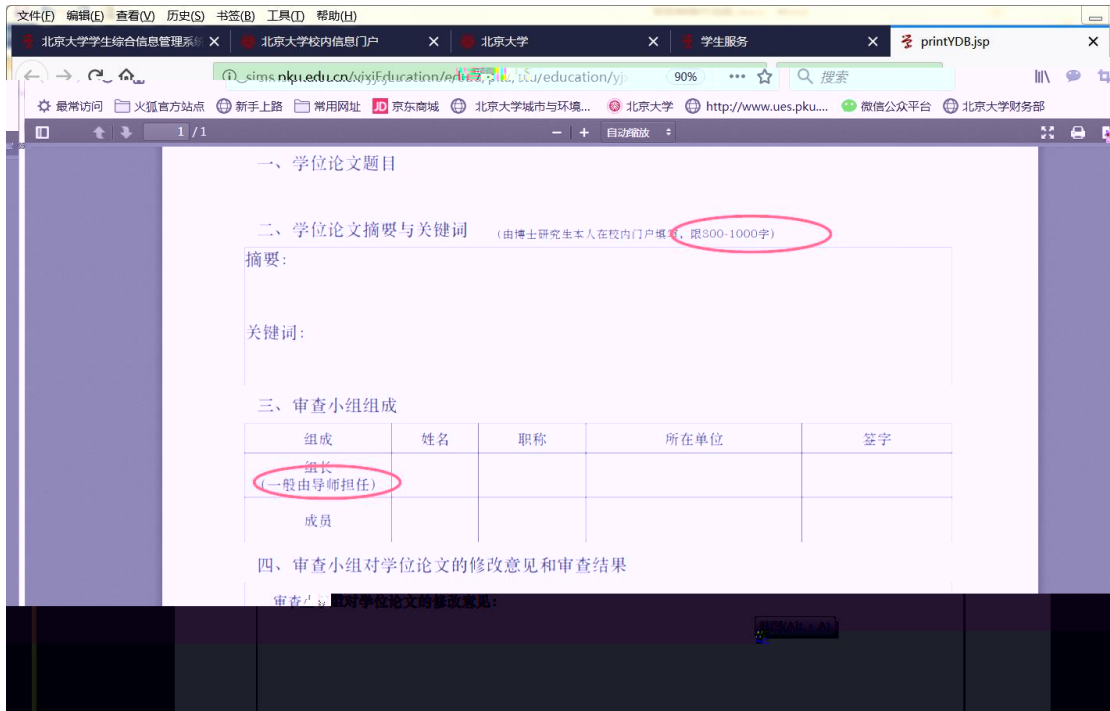 文件(F) 编辑(E) 查看(V) 历史(S) 书签(B) 工具(T) 帮助(H)
北京大学学生综合信息管理系统 北京大学校内信息门户 北京大学 学生服务 printYDB.jsp
90% 搜索
最常访问 火狐官方站点 新手上路 常用网址 JD 京东商城 北京大学城市与环境... 北京大学 http://www.ues.pku.... 微信公众平台 北京大学财务部
1 / 1 自动缩放
一、学位论文题目
二、学位论文摘要与关键词 (由博士研究生本人在校内门户填写，限800-1000字)
摘要:
关键词:
三、审查小组组成
组成 姓名 职称 所在单位 签字
组长
(一般由导师担任)
成员
四、审查小组对学位论文的修改意见和审查结果
审查小组对学位论文的修改意见: